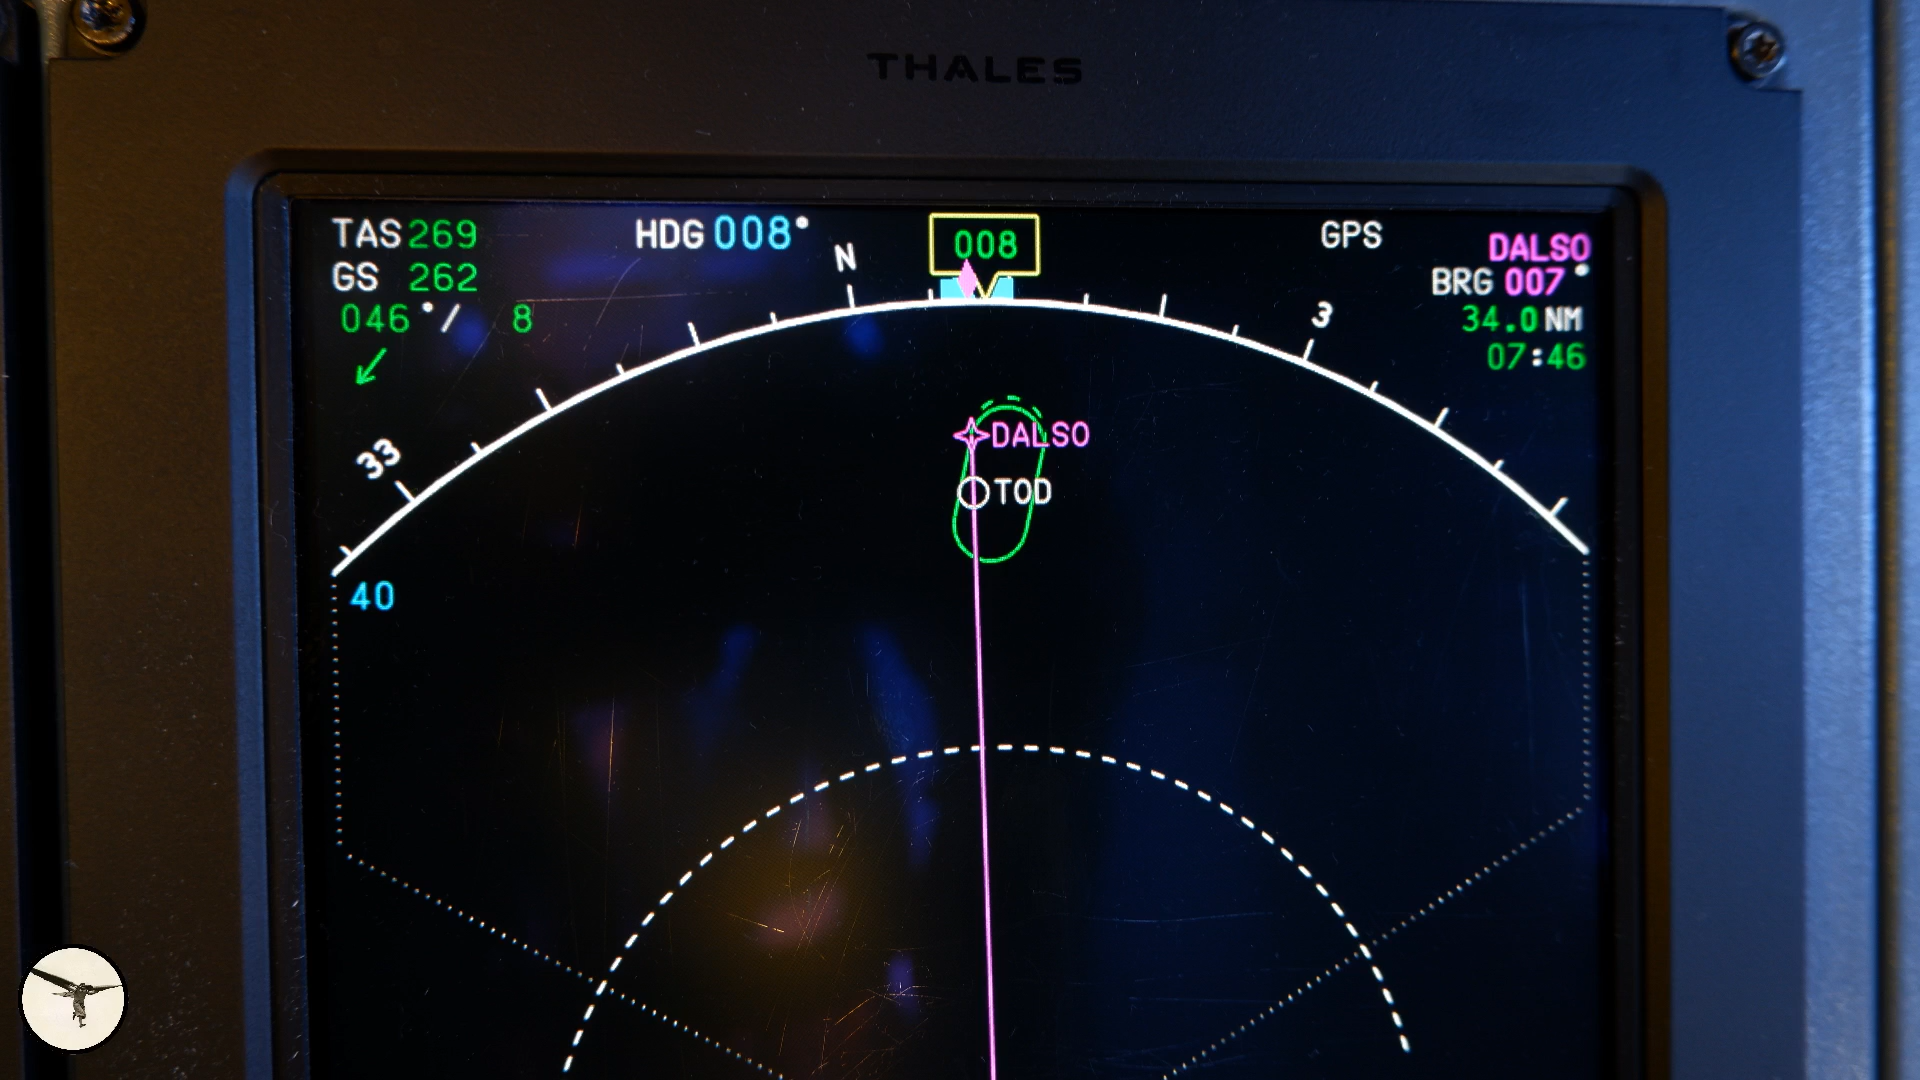 THALES
TAS 269
GS 262
046°/ 8
HDG 008°
008
GPS
DALSO
BRG 007°
34.0 NM
07:46
N
3
33
DALSO
TOD
40